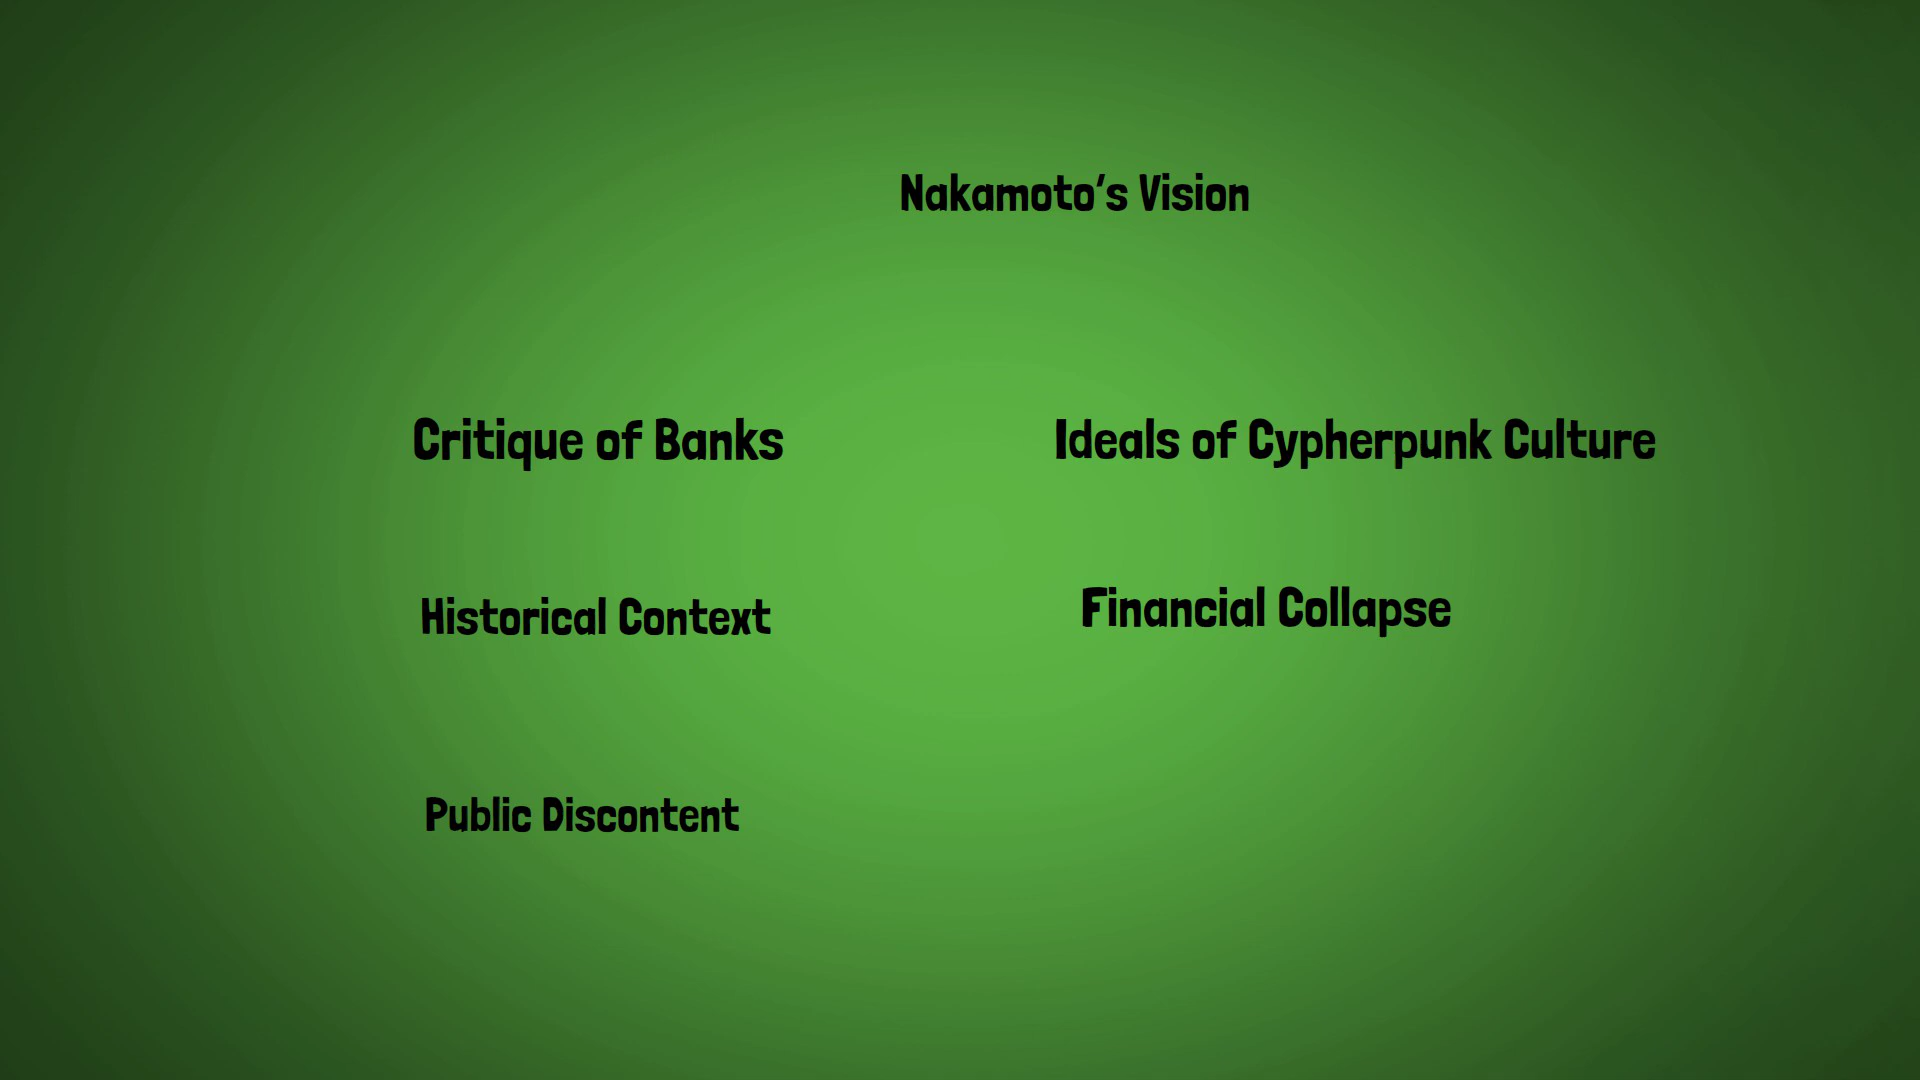 Nakamoto's Vision
Critique of Banks
Ideals of Cypherpunk Culture
Historical Context
Financial Collapse
Public Discontent